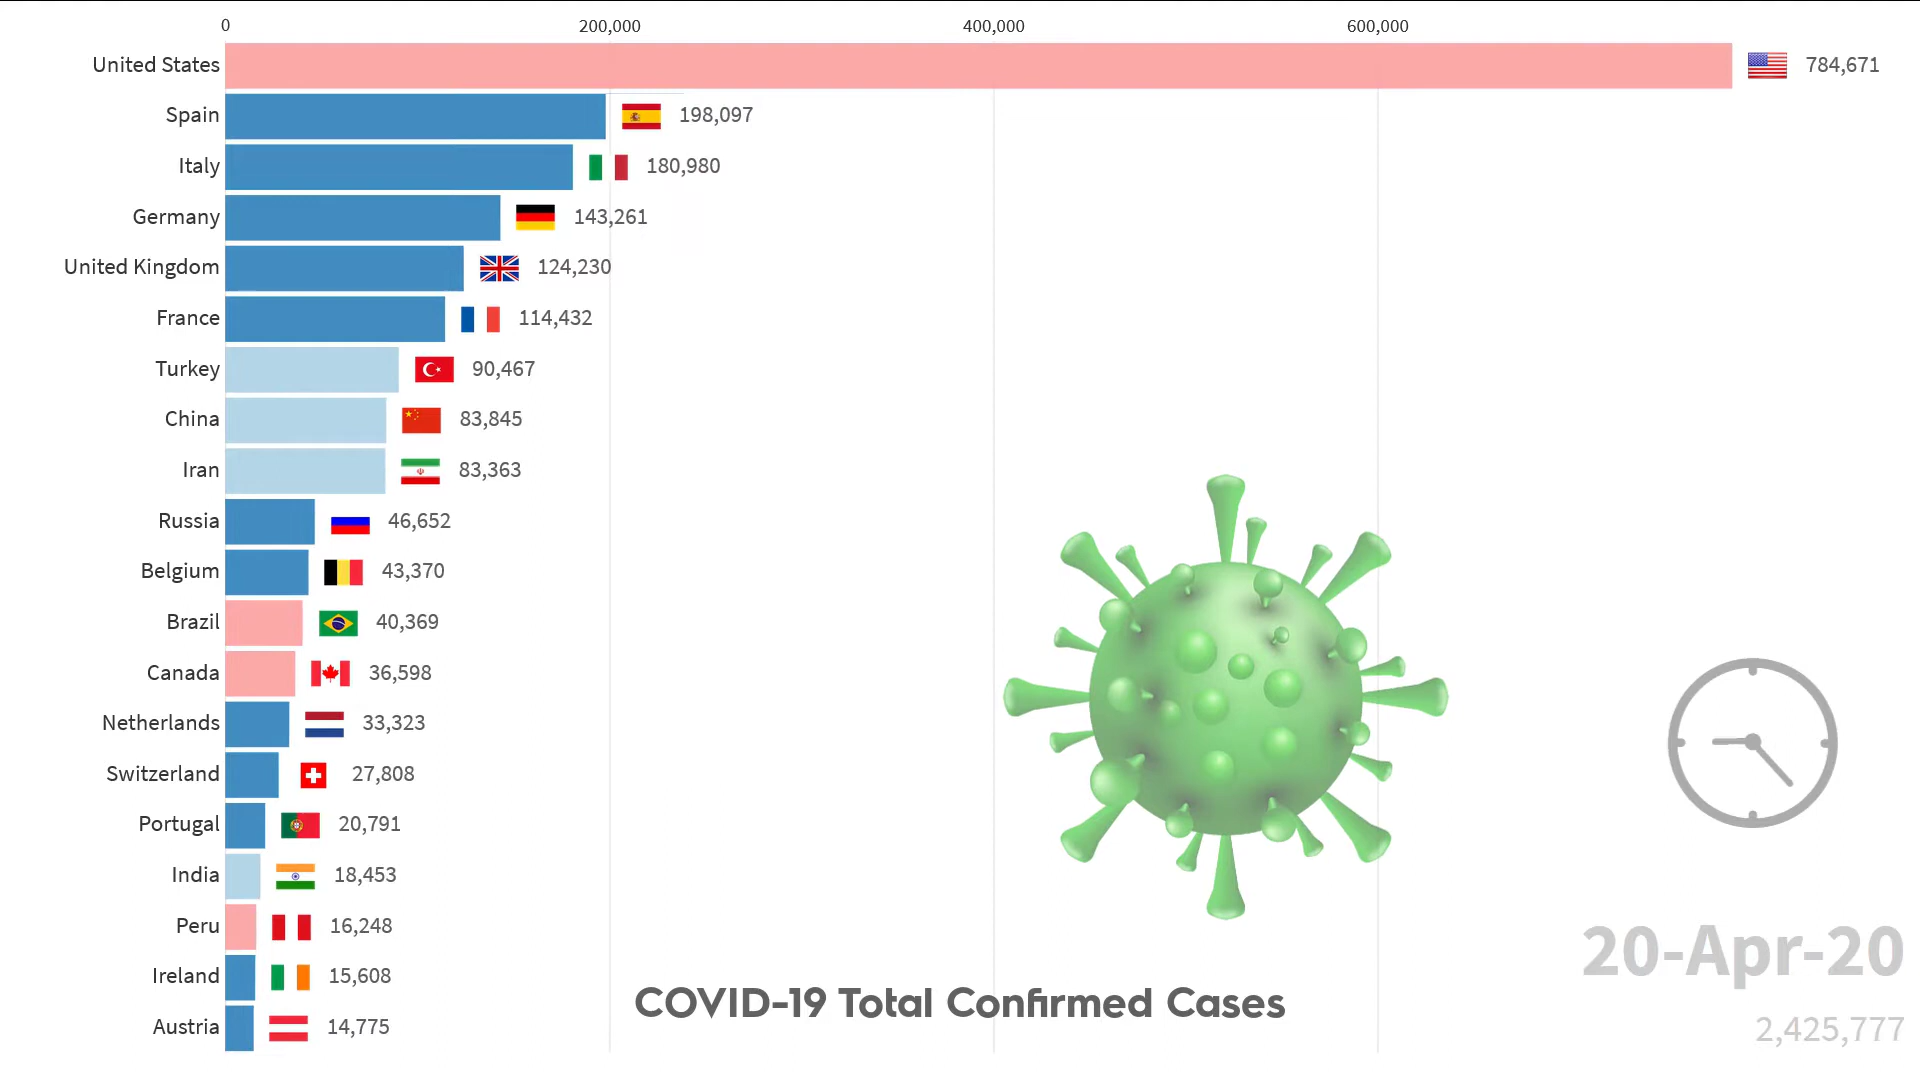 0 200,000 400,000 600,000
United States 784,671
Spain 198,097
Italy 180,980
Germany 143,261
United Kingdom 124,230
France 114,432
Turkey 90,467
China 83,845
Iran 83,363
Russia 46,652
Belgium 43,370
Brazil 40,369
Canada 36,598
Netherlands 33,323
Switzerland 27,808
Portugal 20,791
India 18,453
Peru 16,248
Ireland 15,608
Austria 14,775
COVID-19 Total Confirmed Cases
20-Apr-20
2,425,777